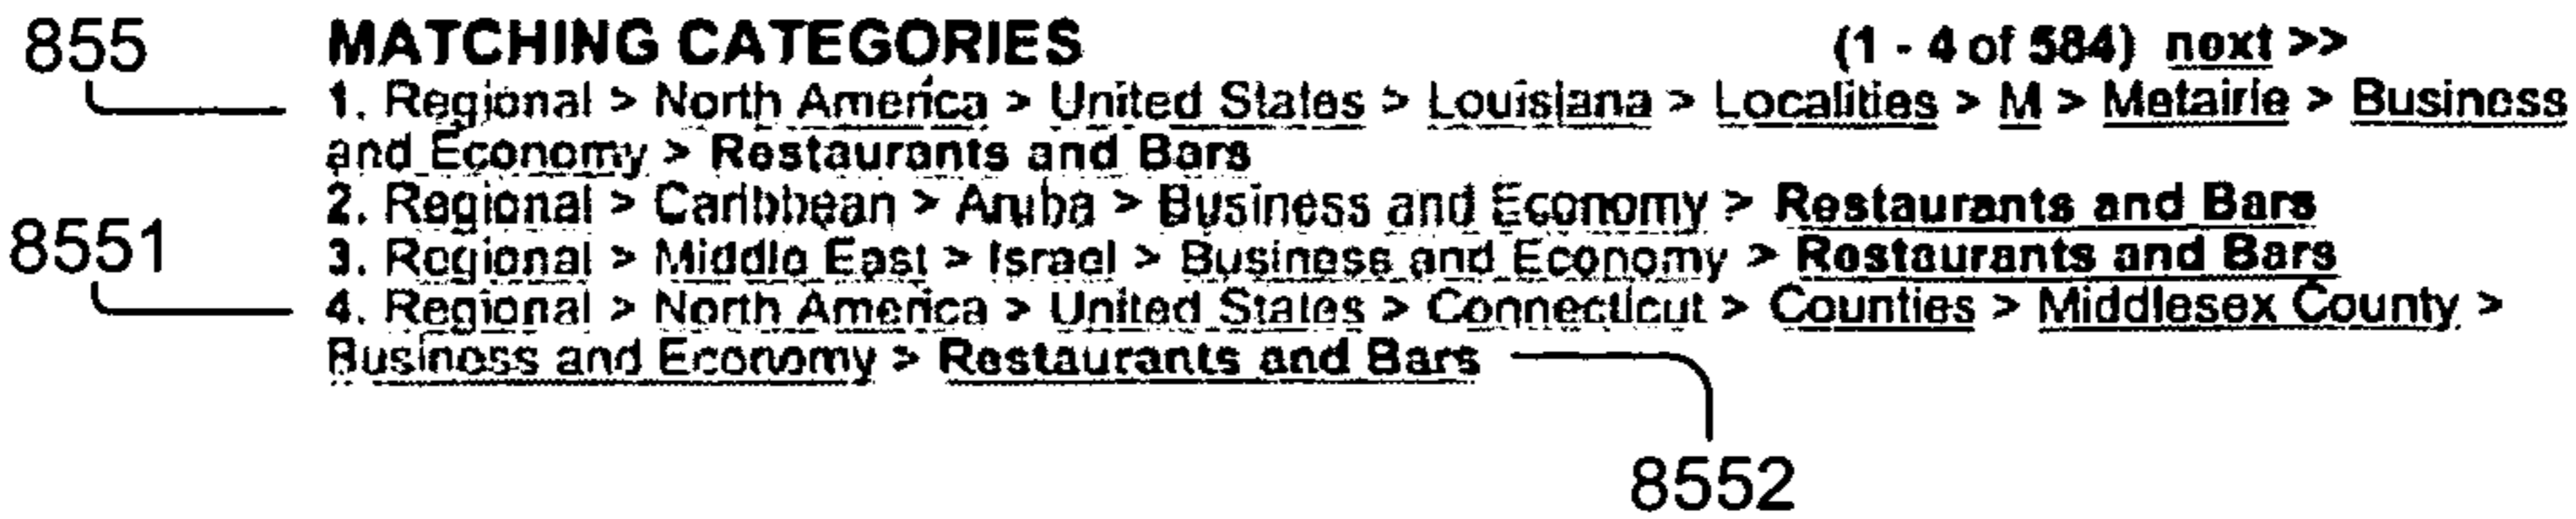 855 MATCHING CATEGORIES (1 - 4 of 584) next >>
1. Regional > North America > United States > Louisiana > Localities > M > Metairie > Business
and Economy > Restaurants and Bars
2. Regional > Caribbean > Aruba > Business and Economy > Restaurants and Bars
8551 3. Regional > Middle East > Israel > Business and Economy > Restaurants and Bars
4. Regional > North America > United States > Connecticut > Counties > Middlesex County >
Business and Economy > Restaurants and Bars
8552